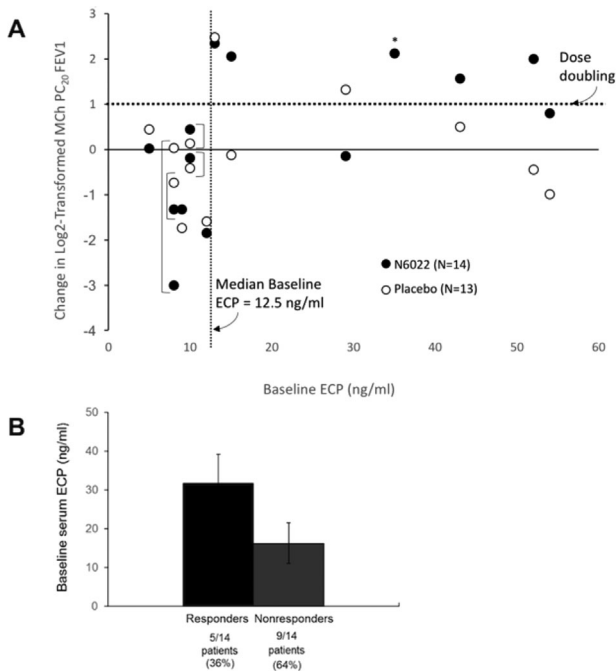 A
Change in Log2-Transformed MCh PC20 FEV1
3
2
1
0
-1
-2
-3
-4
*
Dose
doubling
Median Baseline
ECP = 12.5 ng/ml
N6022 (N=14)
Placebo (N=13)
0 10 20 30 40 50 60
Baseline ECP (ng/ml)
B
Baseline serum ECP (ng/ml)
50
40
30
20
10
0
Responders Nonresponders
5/14 9/14
patients patients
(36%) (64%)